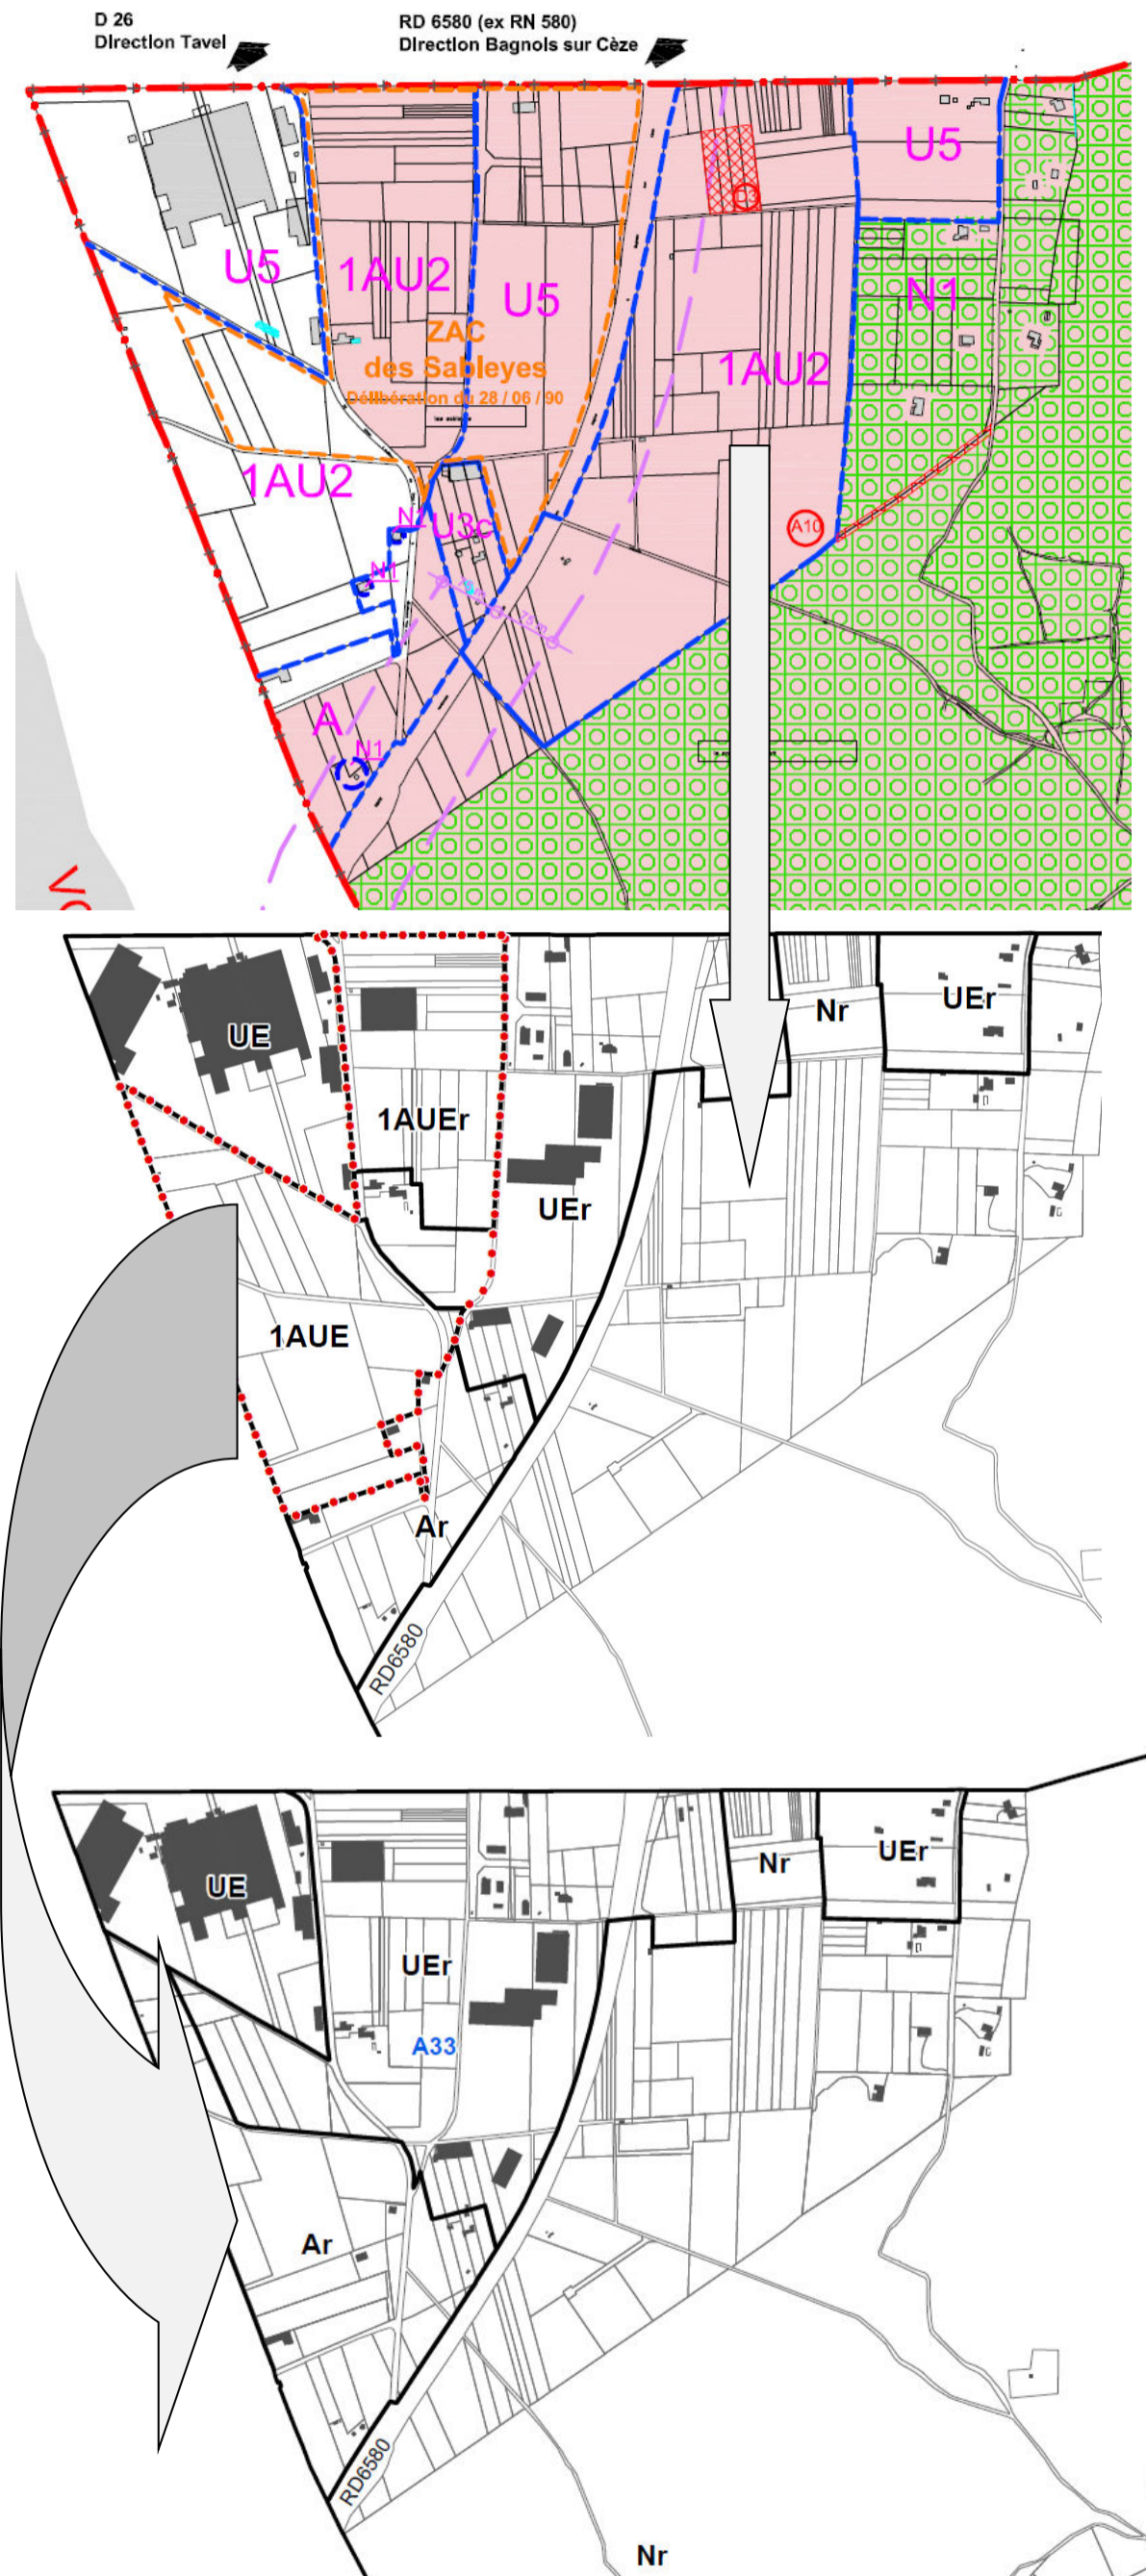 D 26
Direction Tavel
RD 6580 (ex RN 580)
Direction Bagnols sur Cèze
U5
U5
1AU2
U5
N1
ZAC
des Sableyes
Délibération du 28 / 06 / 90
1AU2
1AU2
N1
U3c
A10
N1
75 m
A
N1
UE
Nr
UEr
1AUEr
UEr
1AUE
Ar
RD6580
UE
Nr
UEr
UEr
A33
Ar
RD6580
Nr